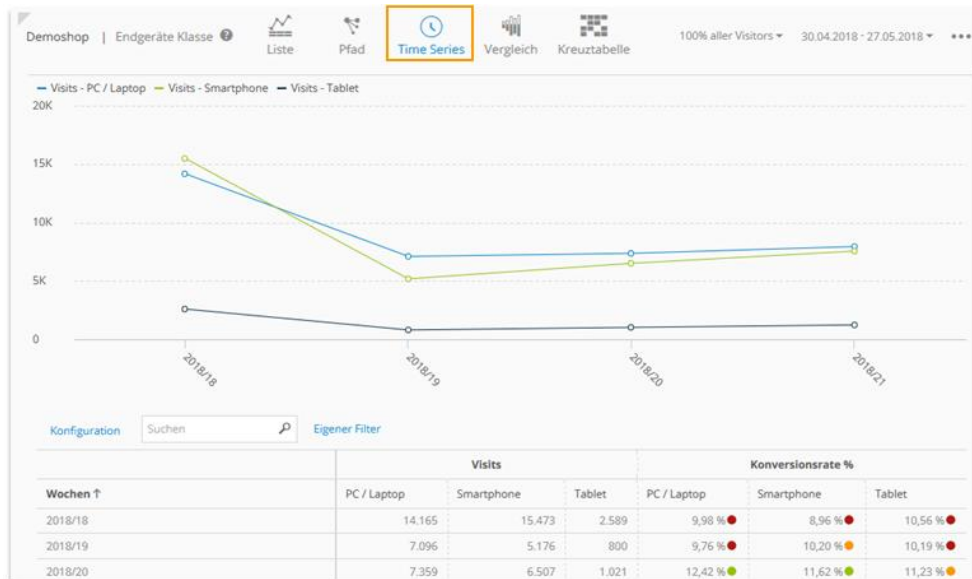 Demoshop | Endgeräte Klasse ?
Liste
Pfad
Time Series
Vergleich
Kreuztabelle
100% aller Visitors
30.04.2018 - 27.05.2018
Visits - PC / Laptop Visits - Smartphone Visits - Tablet
20K
15K
10K
5K
0
2018/18 2018/19 2018/20 2018/21
Konfiguration Suchen Eigener Filter
Visits Konversionsrate %
Wochen ↑ PC / Laptop Smartphone Tablet PC / Laptop Smartphone Tablet
2018/18 14.165 15.473 2.589 9,98 % 8,96 % 10,56 %
2018/19 7.096 5.176 800 9,76 % 10,20 % 10,19 %
2018/20 7.359 6.507 1.021 12,42 % 11,62 % 11,23 %